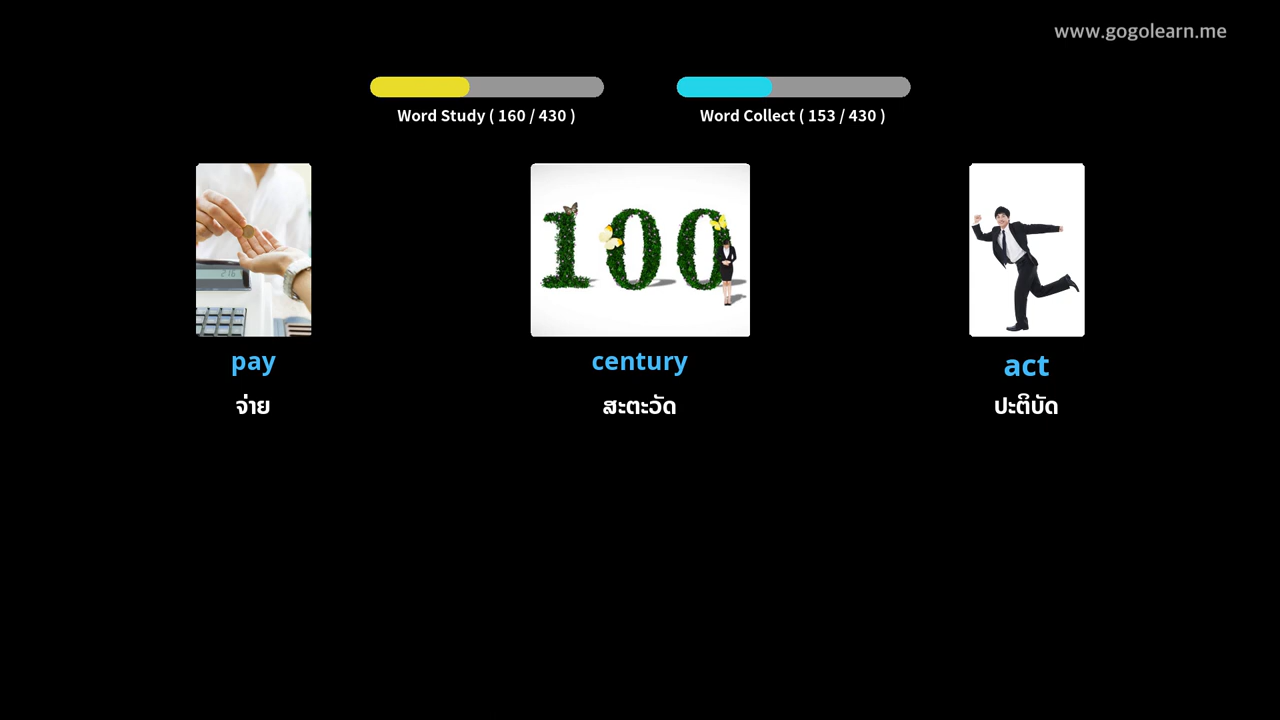 www.gogolearn.me
Word Study ( 160 / 430 )
Word Collect ( 153 / 430 )
216
pay
century
act
จ่าย
สะตะวัด
ปะติบัด